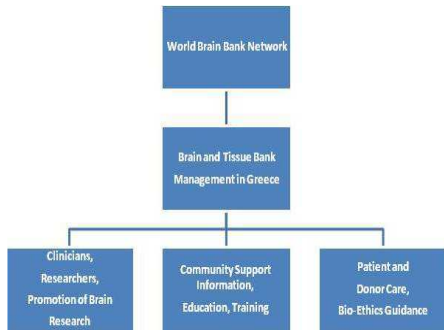 World Brain Bank Network
Brain and Tissue Bank
Management in Greece
Clinicians,
Researchers,
Promotion of Brain
Research
Community Support
Information,
Education, Training
Patient and
Donor Care,
Bio-Ethics Guidance